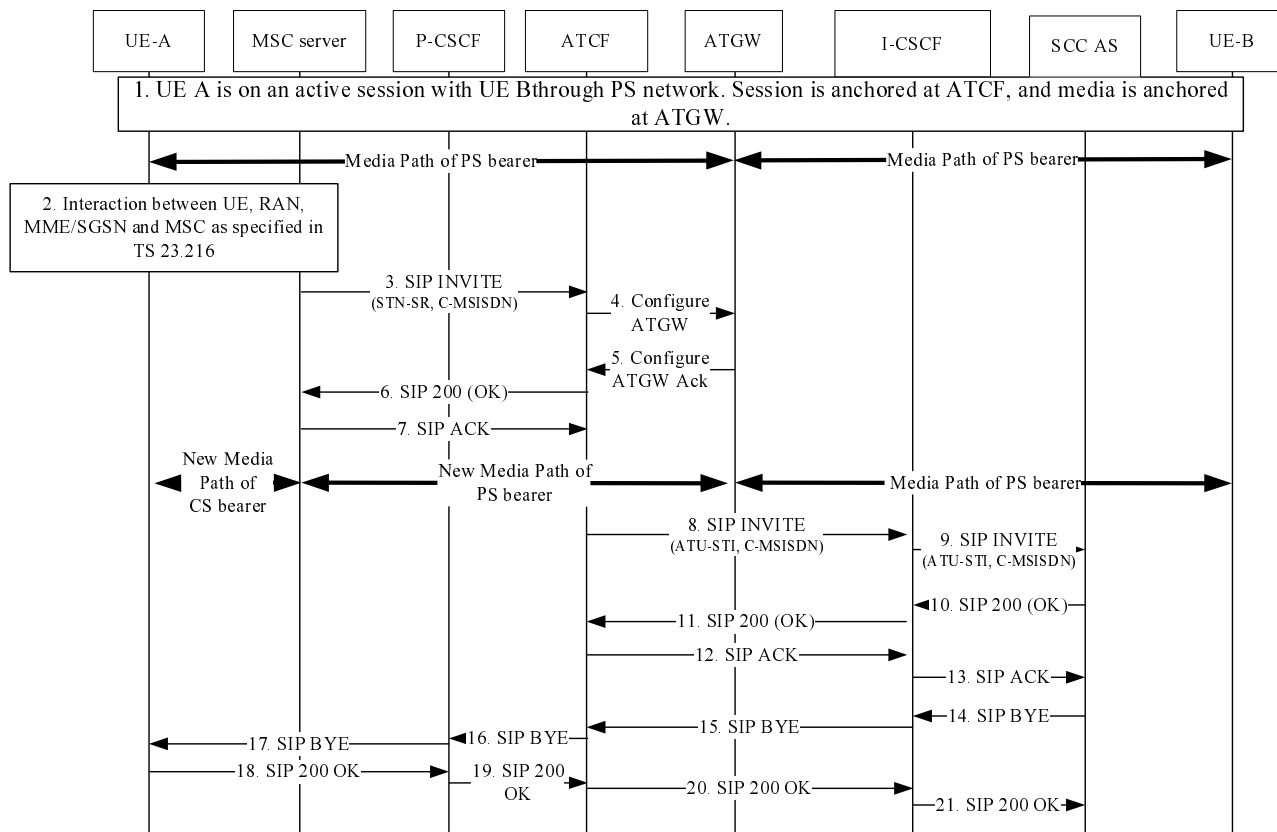 UE-A
MSC server
P-CSCF
ATCF
ATGW
I-CSCF
SCC AS
UE-B
1. UE A is on an active session with UE Bthrough PS network. Session is anchored at ATCF, and media is anchored
at ATGW.
Media Path of PS bearer
Media Path of PS bearer
2. Interaction between UE, RAN,
MME/SGSN and MSC as specified in
TS 23.216
3. SIP INVITE
(STN-SR, C-MSISDN)
4. Configure
ATGW
5. Configure
ATGW Ack
6. SIP 200 (OK)
7. SIP ACK
New Media
Path of
CS bearer
New Media Path of
PS bearer
Media Path of PS bearer
8. SIP INVITE
(ATU-STI, C-MSISDN)
9. SIP INVITE
(ATU-STI, C-MSISDN)
10. SIP 200 (OK)
11. SIP 200 (OK)
12. SIP ACK
13. SIP ACK
14. SIP BYE
15. SIP BYE
16. SIP BYE
17. SIP BYE
18. SIP 200 OK
19. SIP 200
OK
20. SIP 200 OK
21. SIP 200 OK